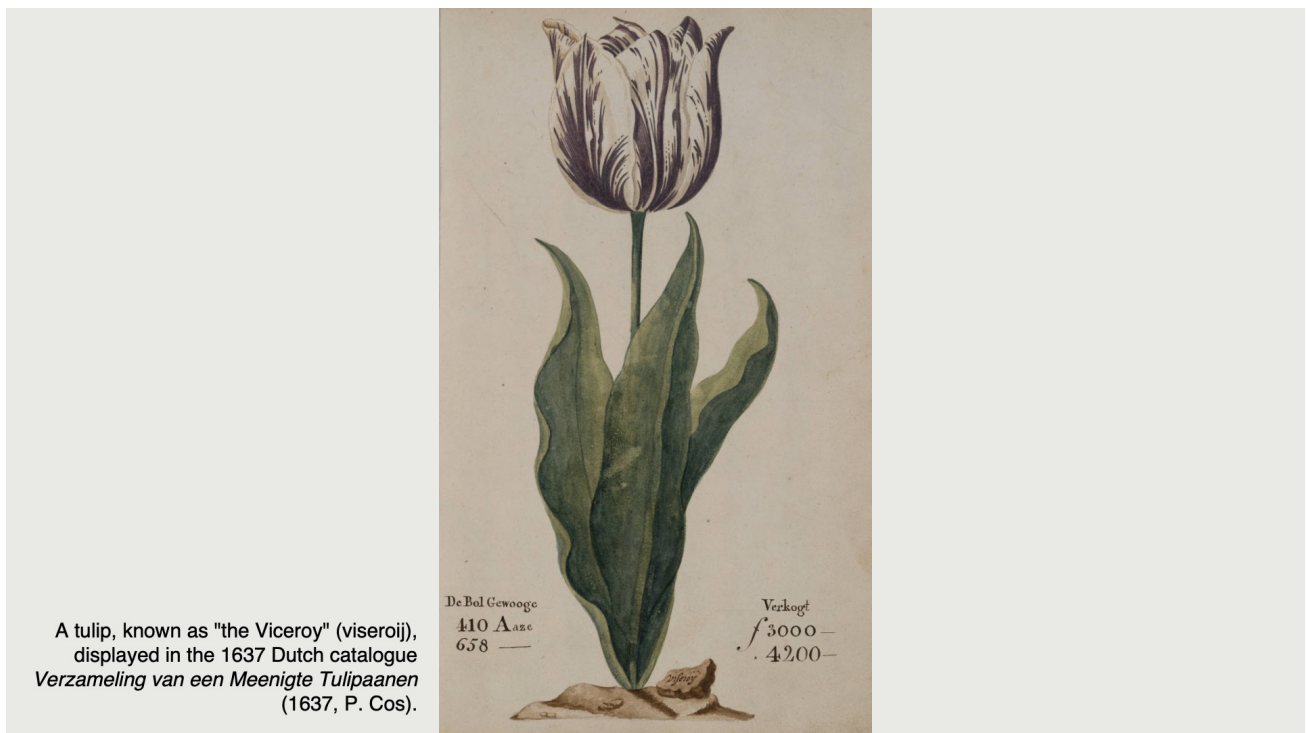 A tulip, known as "the Viceroy" (viseroij),
displayed in the 1637 Dutch catalogue
Verzameling van een Meenigte Tulipaanen
(1637, P. Cos).
De Bol Gewooge
410 Aaze
658 —
Verkogt
f 3000 —
. 4200—
viseroÿ